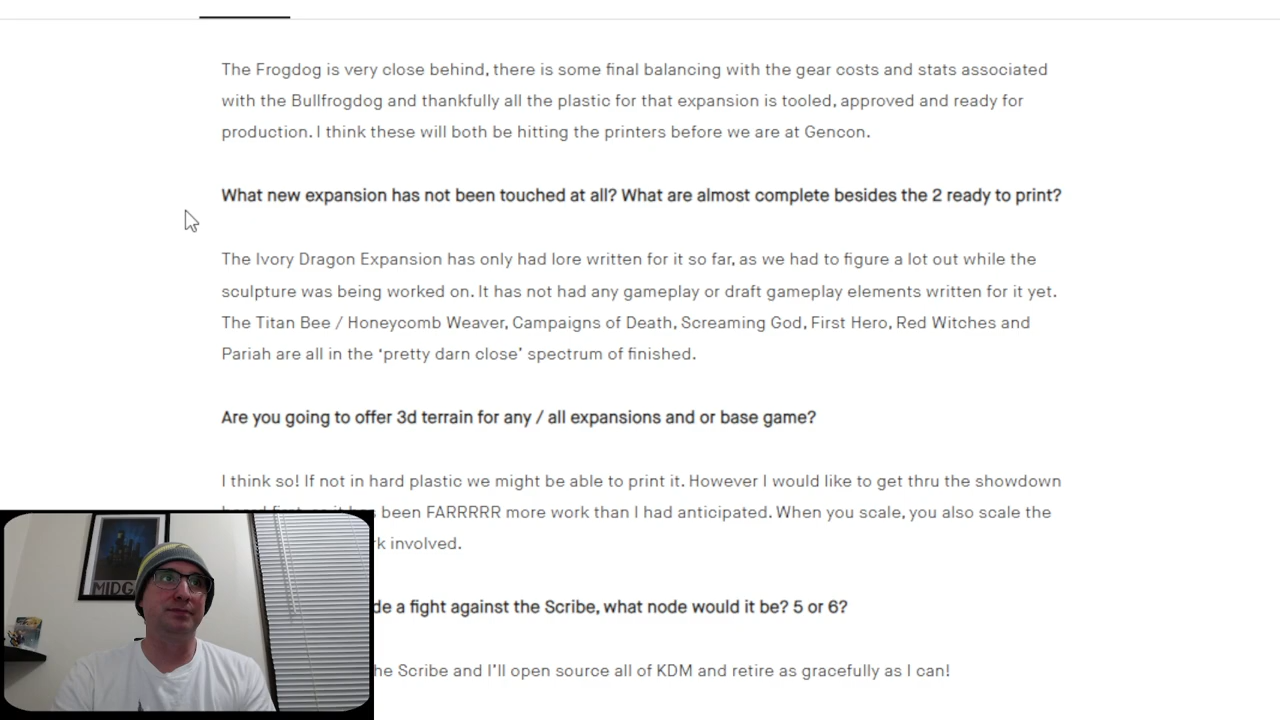 The Frogdog is very close behind, there is some final balancing with the gear costs and stats associated
with the Bullfrogdog and thankfully all the plastic for that expansion is tooled, approved and ready for
production. I think these will both be hitting the printers before we are at Gencon.
What new expansion has not been touched at all? What are almost complete besides the 2 ready to print?
The Ivory Dragon Expansion has only had lore written for it so far, as we had to figure a lot out while the
sculpture was being worked on. It has not had any gameplay or draft gameplay elements written for it yet.
The Titan Bee / Honeycomb Weaver, Campaigns of Death, Screaming God, First Hero, Red Witches and
Pariah are all in the ‘pretty darn close’ spectrum of finished.
Are you going to offer 3d terrain for any / all expansions and or base game?
I think so! If not in hard plastic we might be able to print it. However I would like to get thru the showdown
been FARRRRR more work than I had anticipated. When you scale, you also scale the
involved.
a fight against the Scribe, what node would it be? 5 or 6?
Scribe and I’ll open source all of KDM and retire as gracefully as I can!
MIDG